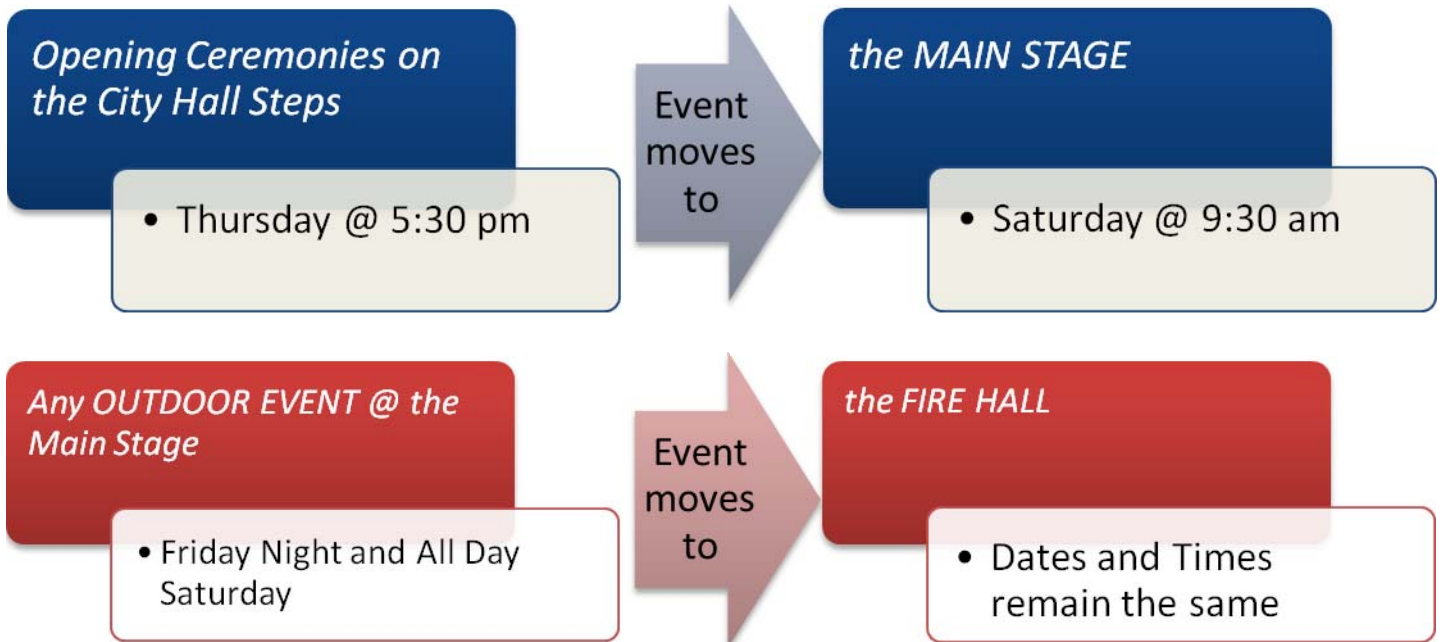 Opening Ceremonies on
the City Hall Steps
• Thursday @ 5:30 pm
Event
moves
to
the MAIN STAGE
• Saturday @ 9:30 am
Any OUTDOOR EVENT @ the
Main Stage
• Friday Night and All Day
Saturday
Event
moves
to
the FIRE HALL
• Dates and Times
remain the same